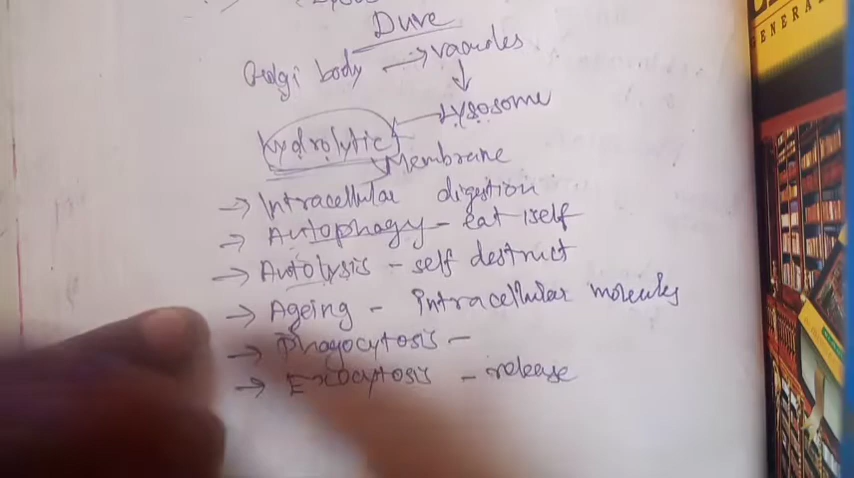 Duve
Golgi body → vacuoles
↓
Lysosome
Hydrolytic
Membrane
→ Intracellular digestion
→ Autophagy - eat itself
→ Autolysis - self destruct
→ Ageing - intracellular molecules
→ Phagocytosis -
→ Exocytosis - release
GENERAL